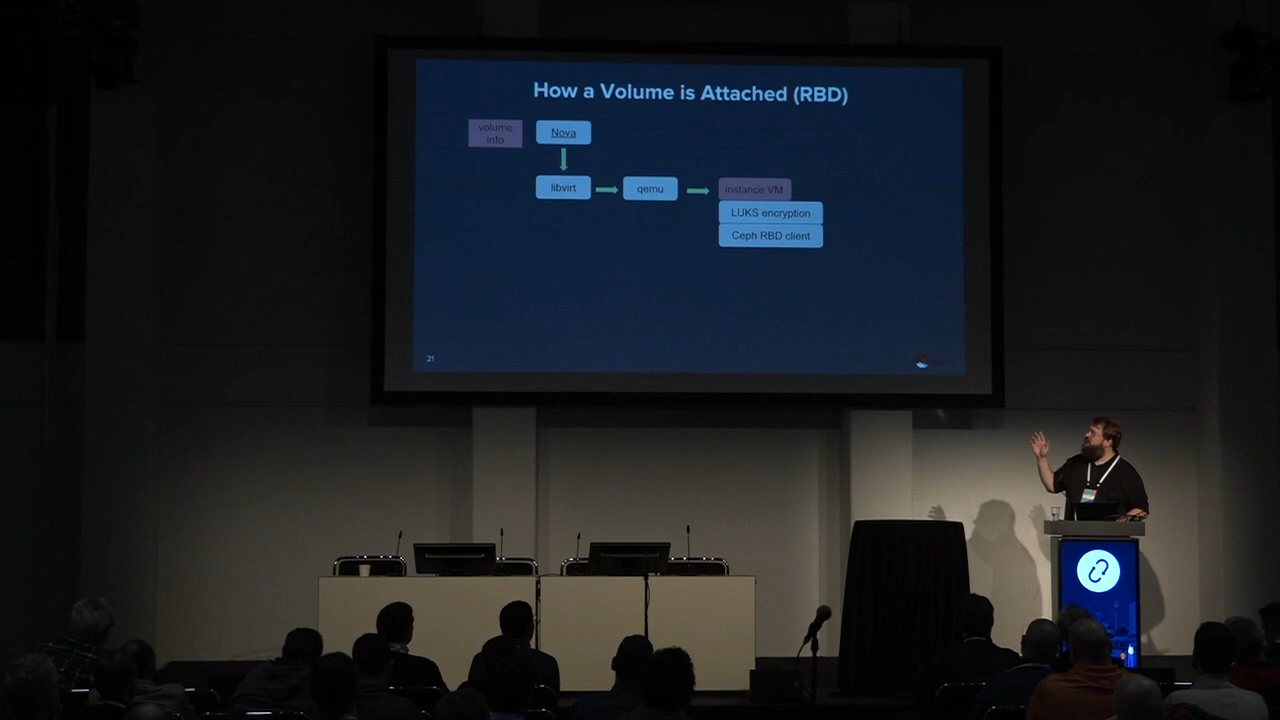 How a Volume is Attached (RBD)
volume
info
Nova
libvirt
qemu
instance VM
LUKS encryption
Ceph RBD client
21